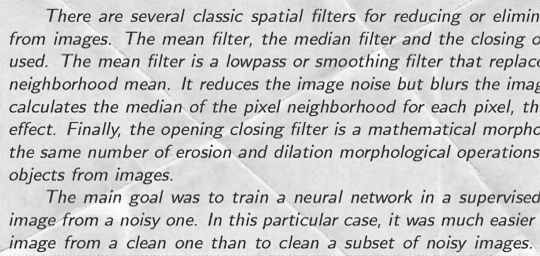 There are several classic spatial filters for reducing or elimin
from images. The mean filter, the median filter and the closing o
used. The mean filter is a lowpass or smoothing filter that replace
neighborhood mean. It reduces the image noise but blurs the imag
calculates the median of the pixel neighborhood for each pixel, th
effect. Finally, the opening closing filter is a mathematical morpho
the same number of erosion and dilation morphological operations
objects from images.
The main goal was to train a neural network in a supervised
image from a noisy one. In this particular case, it was much easier
image from a clean one than to clean a subset of noisy images.